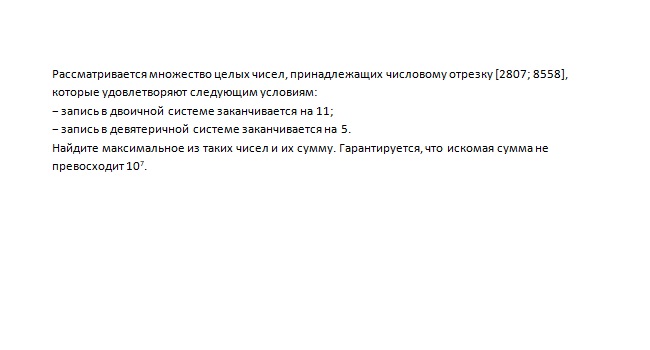 Рассматривается множество целых чисел, принадлежащих числовому отрезку [2807; 8558],
которые удовлетворяют следующим условиям:
− запись в двоичной системе заканчивается на 11;
− запись в девятеричной системе заканчивается на 5.
Найдите максимальное из таких чисел и их сумму. Гарантируется, что искомая сумма не
превосходит 10⁷.